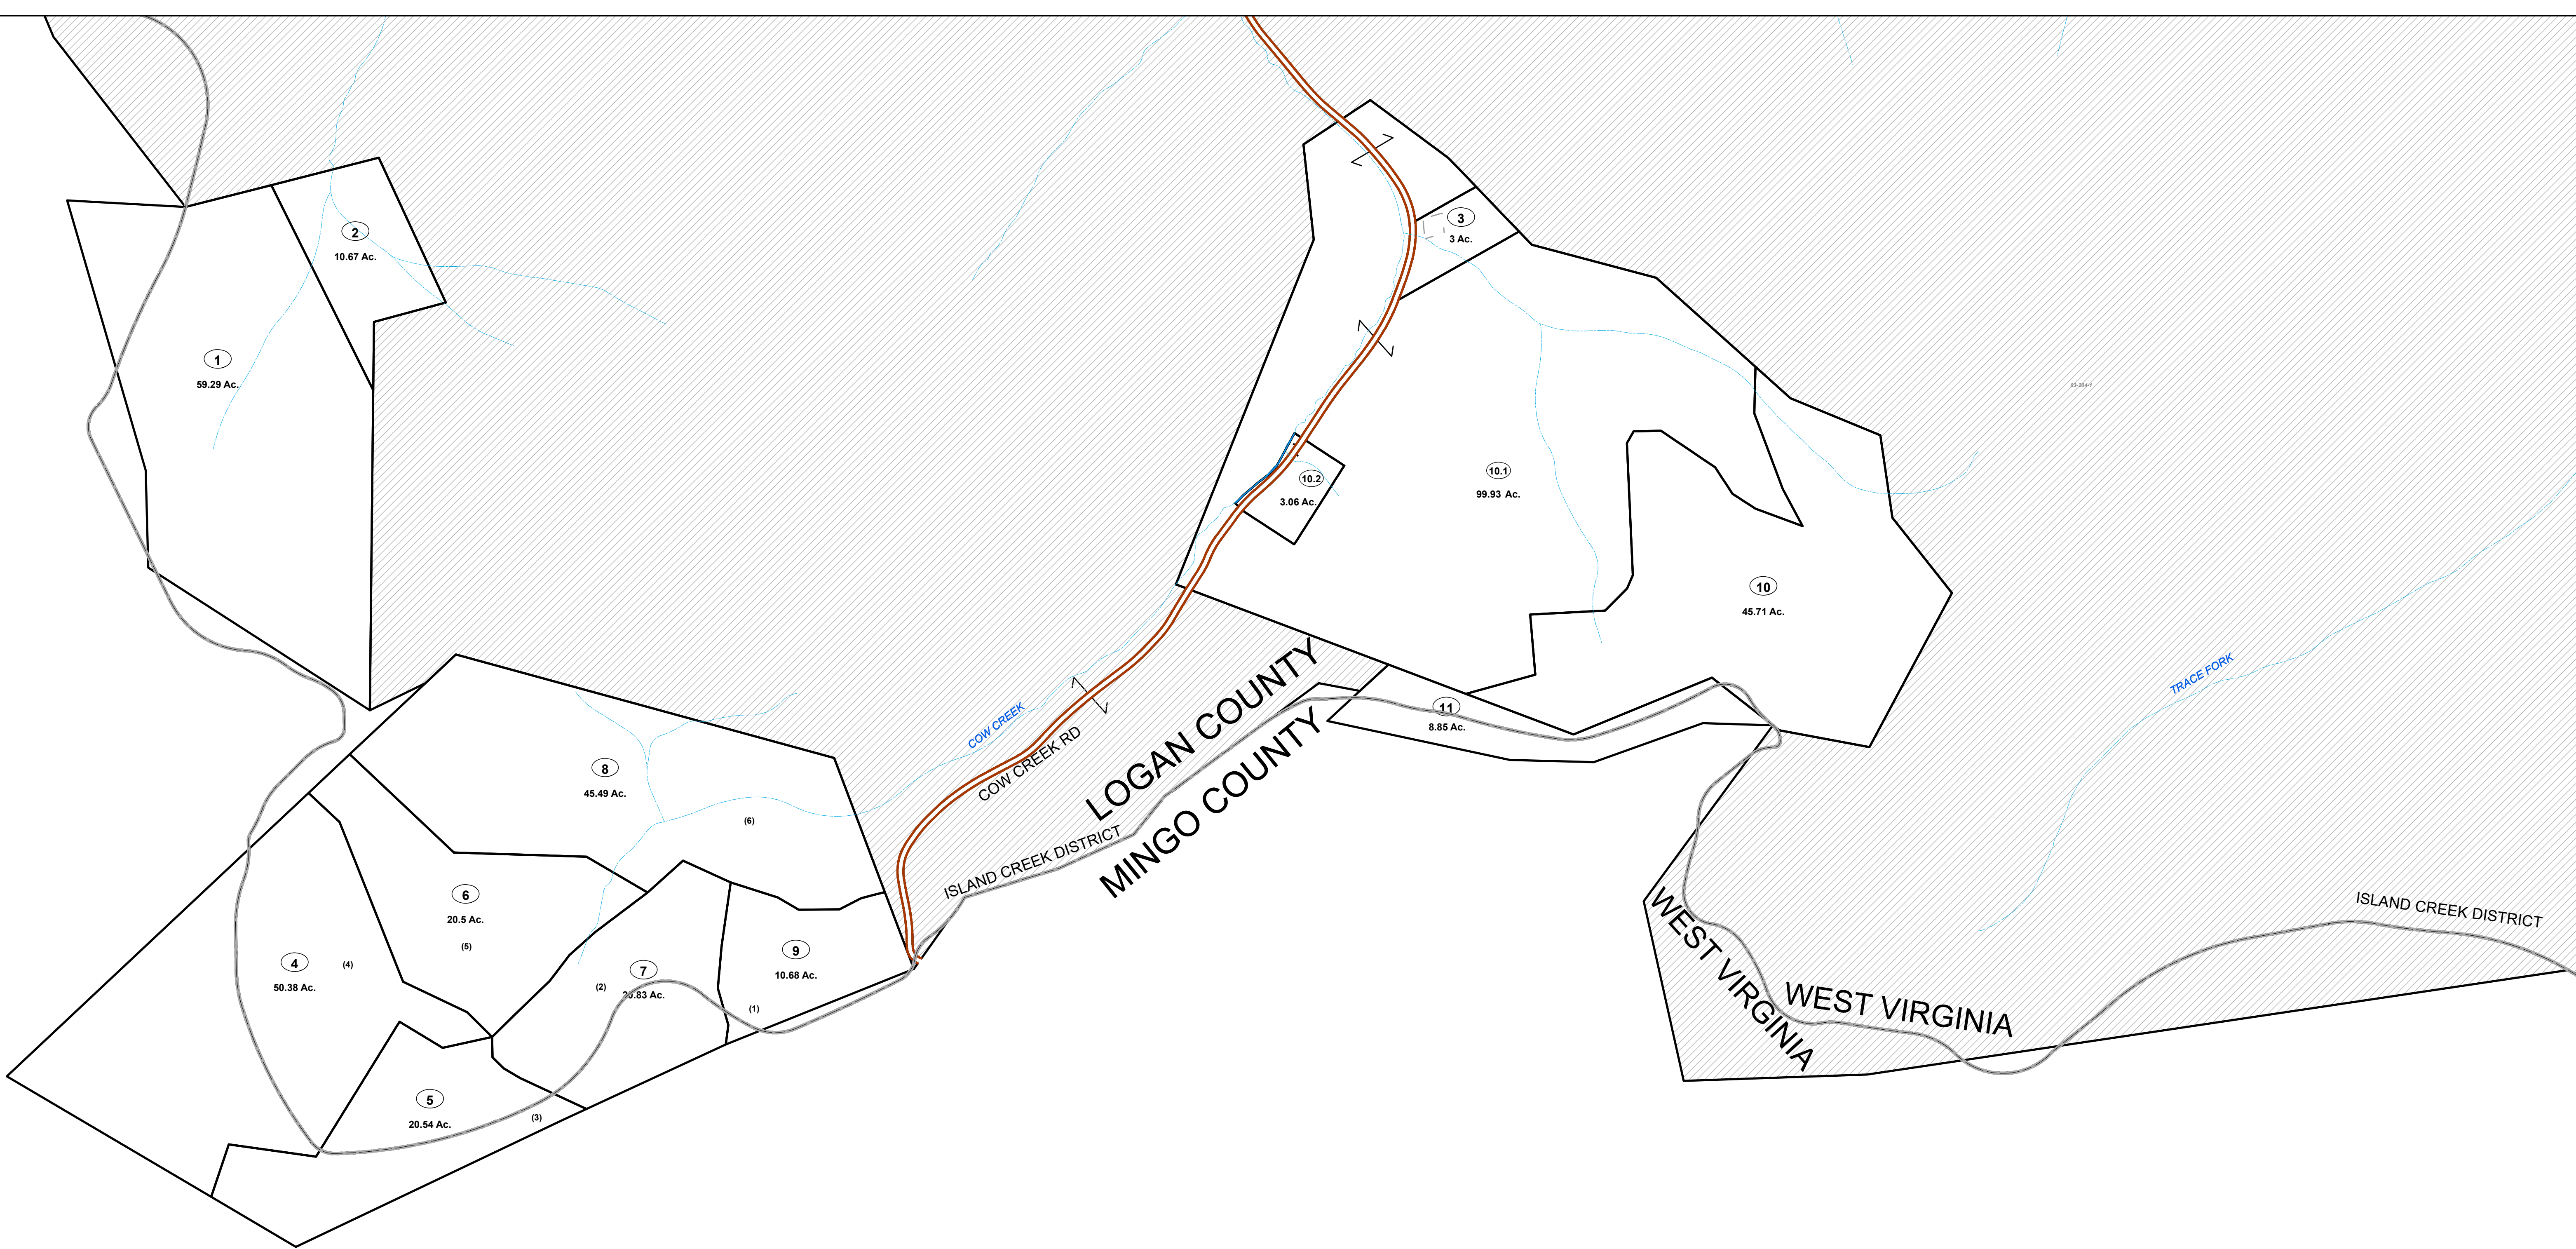 3
3 Ac.
2
10.67 Ac.
1
59.29 Ac.
03-394-1
10.1
99.93 Ac.
10.2
3.06 Ac.
10
45.71 Ac.
TRACE FORK
LOGAN COUNTY
MINGO COUNTY
11
8.85 Ac.
COW CREEK
COW CREEK RD
8
45.49 Ac.
(6)
ISLAND CREEK DISTRICT
6
20.5 Ac.
(5)
9
10.68 Ac.
4
50.38 Ac.
(4)
7
(2)
(1)
5
20.54 Ac.
(3)
WEST VIRGINIA
WEST VIRGINIA
ISLAND CREEK DISTRICT